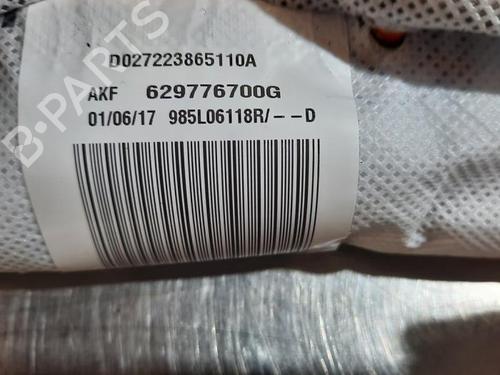 D027223865110A
AKF 629776700G
01/06/17 985L06118R/--D
B-PARTS